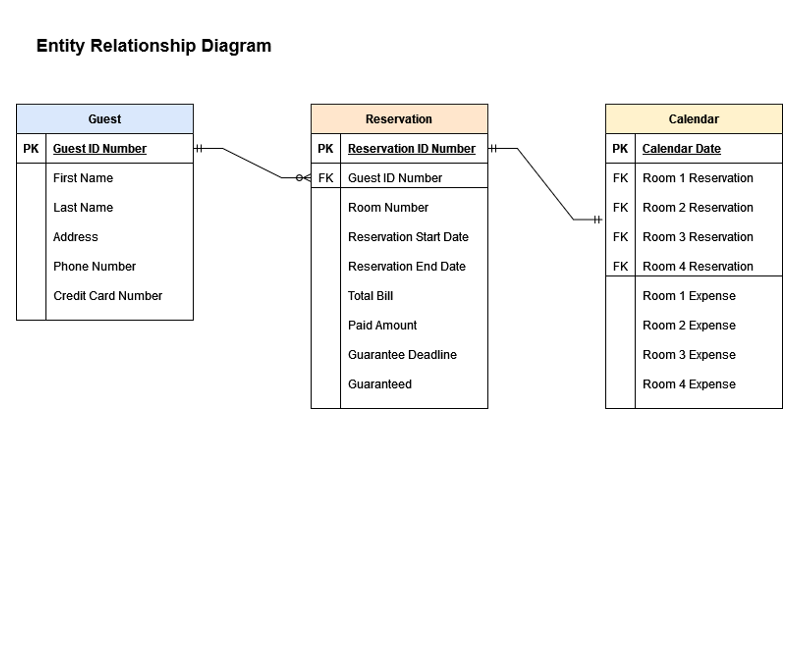 Entity Relationship Diagram
Guest
PK Guest ID Number
First Name
Last Name
Address
Phone Number
Credit Card Number
Reservation
PK Reservation ID Number
FK Guest ID Number
Room Number
Reservation Start Date
Reservation End Date
Total Bill
Paid Amount
Guarantee Deadline
Guaranteed
Calendar
PK Calendar Date
FK Room 1 Reservation
FK Room 2 Reservation
FK Room 3 Reservation
FK Room 4 Reservation
Room 1 Expense
Room 2 Expense
Room 3 Expense
Room 4 Expense